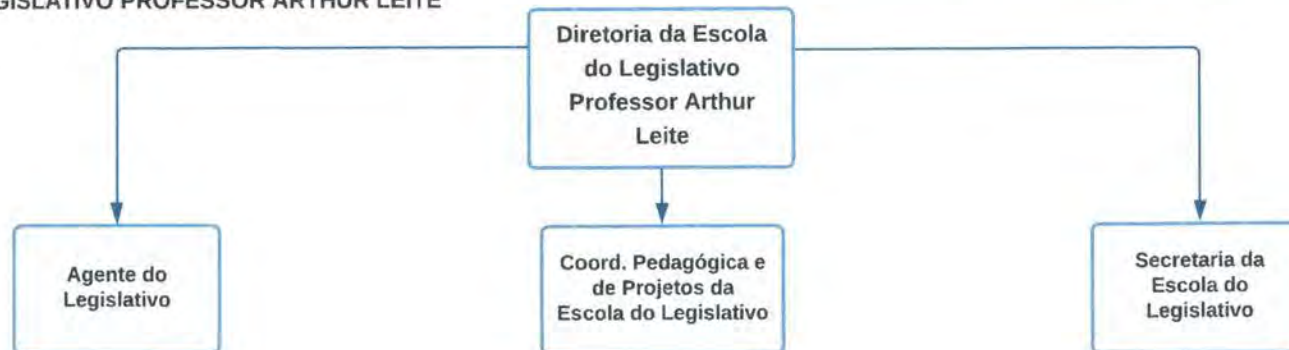 PROFESSOR ARTHUR LEITE
Diretoria da Escola
do Legislativo
Professor Arthur
Leite
Agente do
Legislativo
Coord. Pedagógica e
de Projetos da
Escola do Legislativo
Secretaria da
Escola do
Legislativo